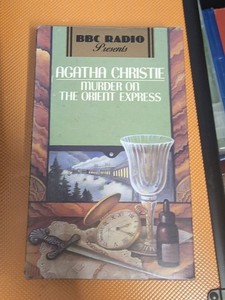 BBC RADIO
Presents
AGATHA CHRISTIE
MURDER ON
THE ORIENT EXPRESS